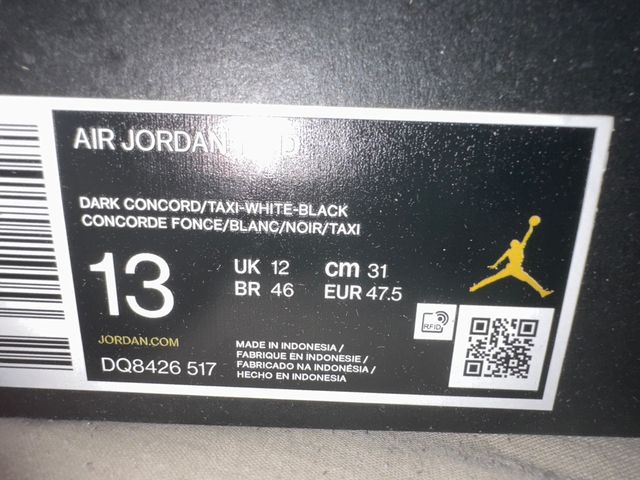 AIR JORDAN
DARK CONCORD/TAXI-WHITE-BLACK
CONCORDE FONCE/BLANC/NOIR/TAXI
13
UK 12 cm 31
BR 46 EUR 47.5
RFID
JORDAN.COM
DQ8426 517
MADE IN INDONESIA/
FABRIQUE EN INDONESIE/
FABRICADO NA INDONÉSIA/
HECHO EN INDONESIA